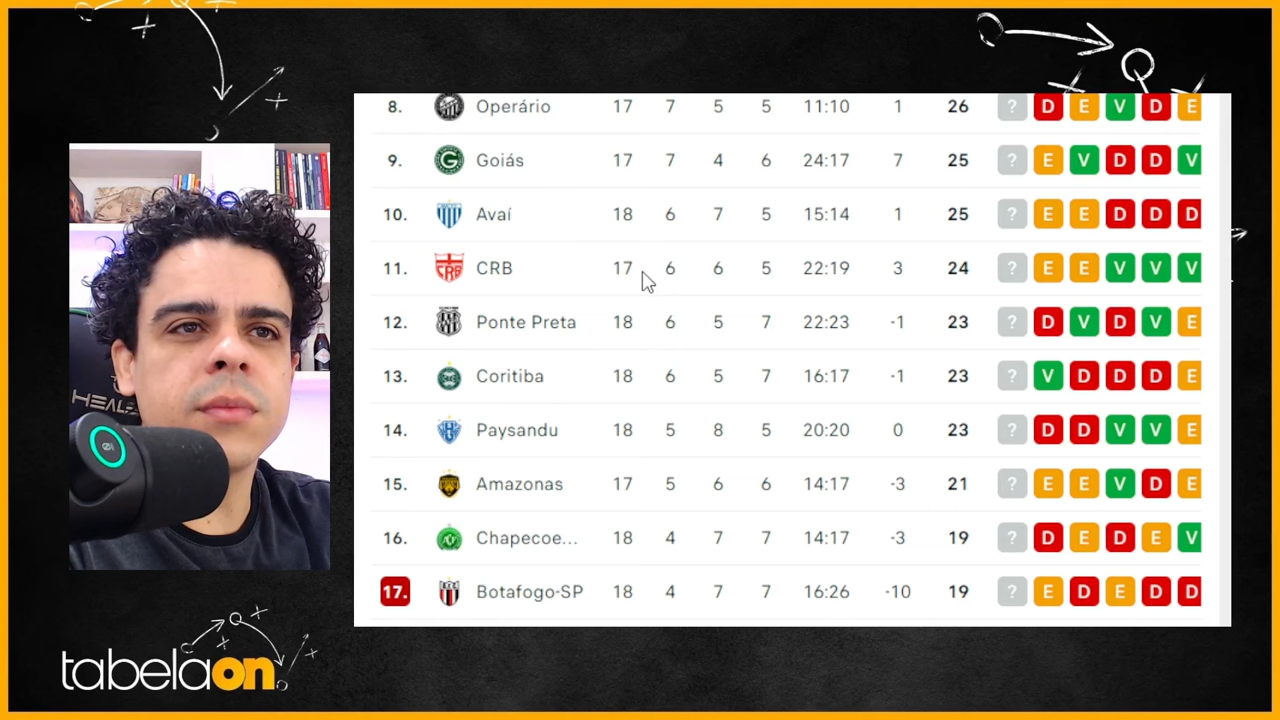 8. Operário 17 7 5 5 11:10 1 26 ? D E V D E
9. Goiás 17 7 4 6 24:17 7 25 ? E V D D V
10. Avaí 18 6 7 5 15:14 1 25 ? E E D D D
11. CRB 17 6 6 5 22:19 3 24 ? E E V V V
12. Ponte Preta 18 6 5 7 22:23 -1 23 ? D V D V E
13. Coritiba 18 6 5 7 16:17 -1 23 ? V D D D E
14. Paysandu 18 5 8 5 20:20 0 23 ? D D V V E
15. Amazonas 17 5 6 6 14:17 -3 21 ? E E V D E
16. Chapecoe... 18 4 7 7 14:17 -3 19 ? D E D E V
17. Botafogo-SP 18 4 7 7 16:26 -10 19 ? E D E D D
CRB
G
tabelaon